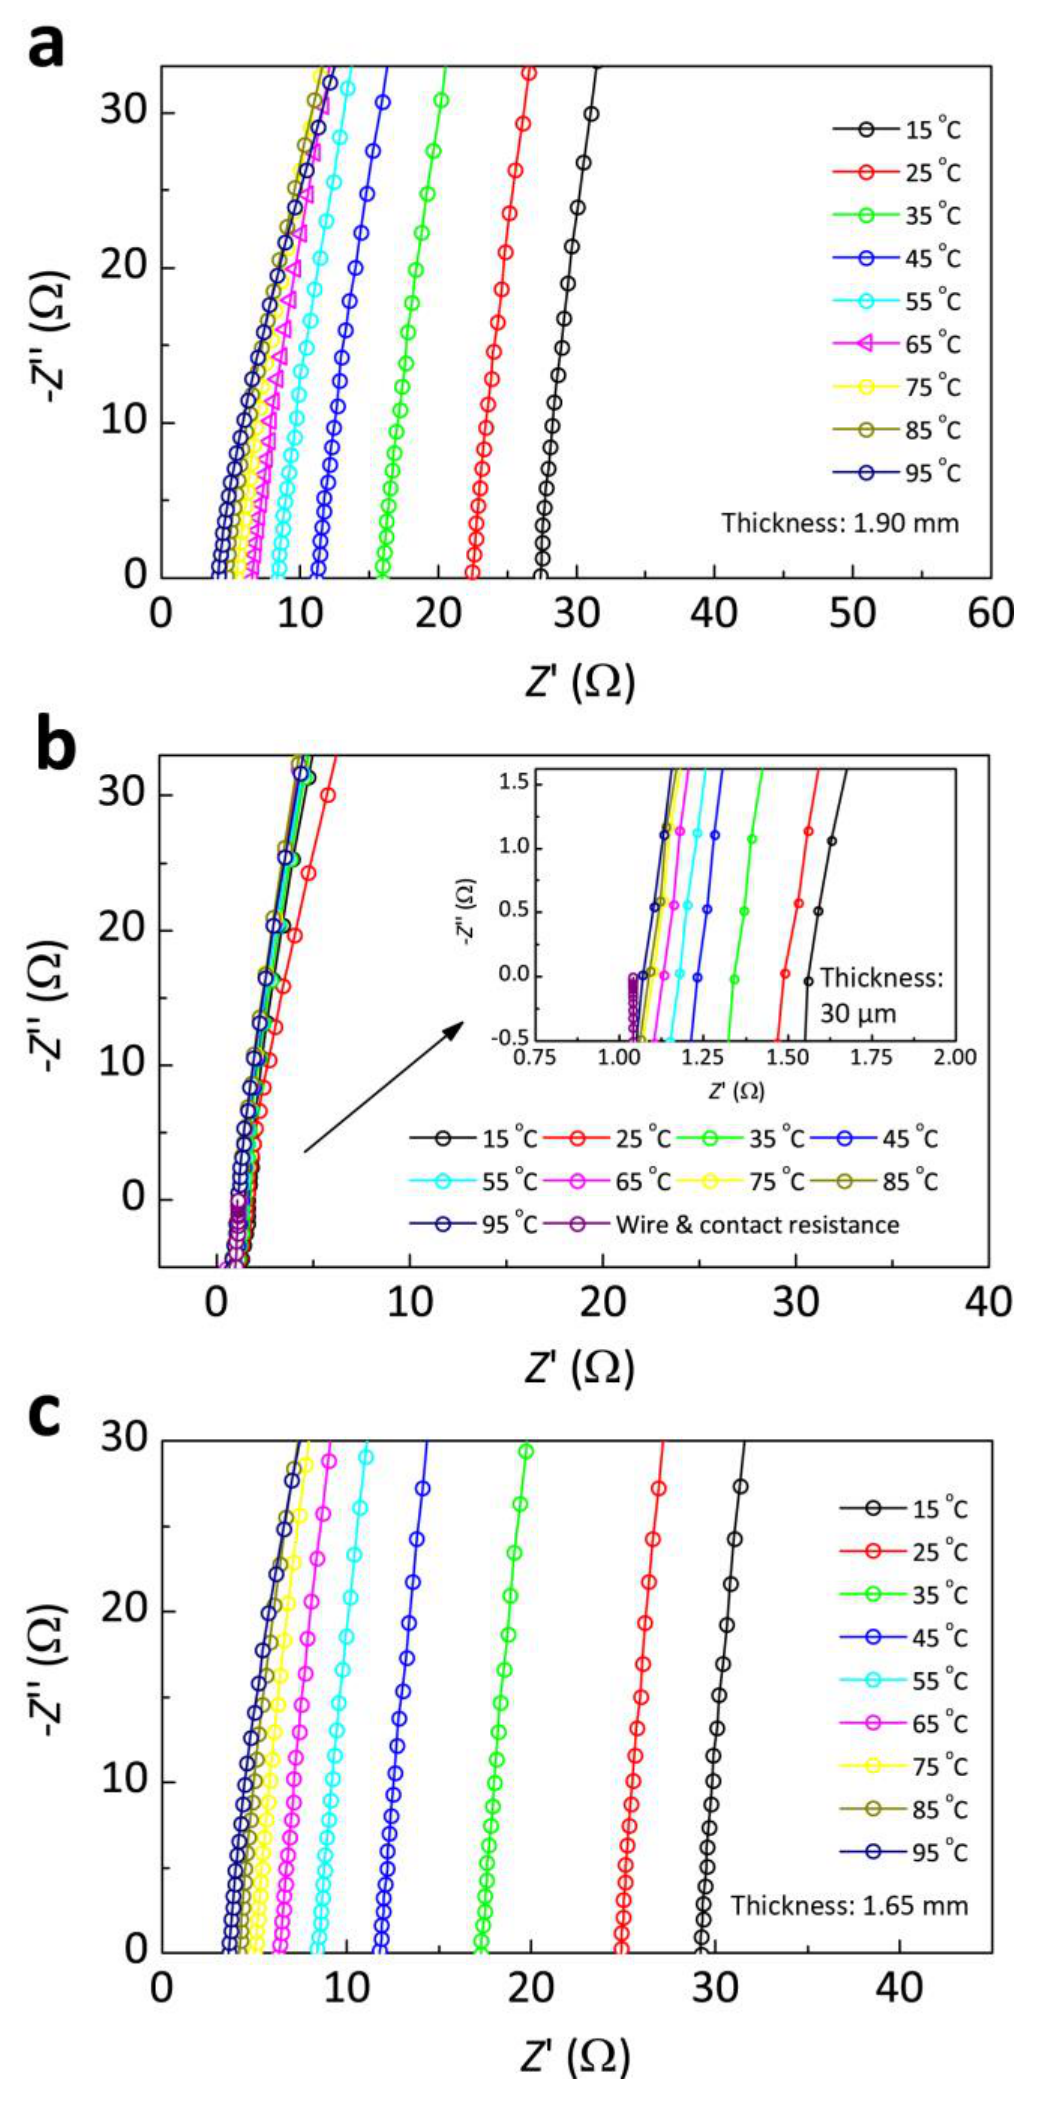 a
30
20
10
0
-Z'' (Ω)
15 °C
25 °C
35 °C
45 °C
55 °C
65 °C
75 °C
85 °C
95 °C
Thickness: 1.90 mm
0 10 20 30 40 50 60
Z' (Ω)
b
30
20
10
0
-Z'' (Ω)
1.5
1.0
0.5
0.0
-0.5
-Z'' (Ω)
Thickness:
30 µm
0.75 1.00 1.25 1.50 1.75 2.00
Z' (Ω)
15 °C 25 °C 35 °C 45 °C
55 °C 65 °C 75 °C 85 °C
95 °C Wire & contact resistance
0 10 20 30 40
Z' (Ω)
c
30
20
10
0
-Z'' (Ω)
15 °C
25 °C
35 °C
45 °C
55 °C
65 °C
75 °C
85 °C
95 °C
Thickness: 1.65 mm
0 10 20 30 40
Z' (Ω)